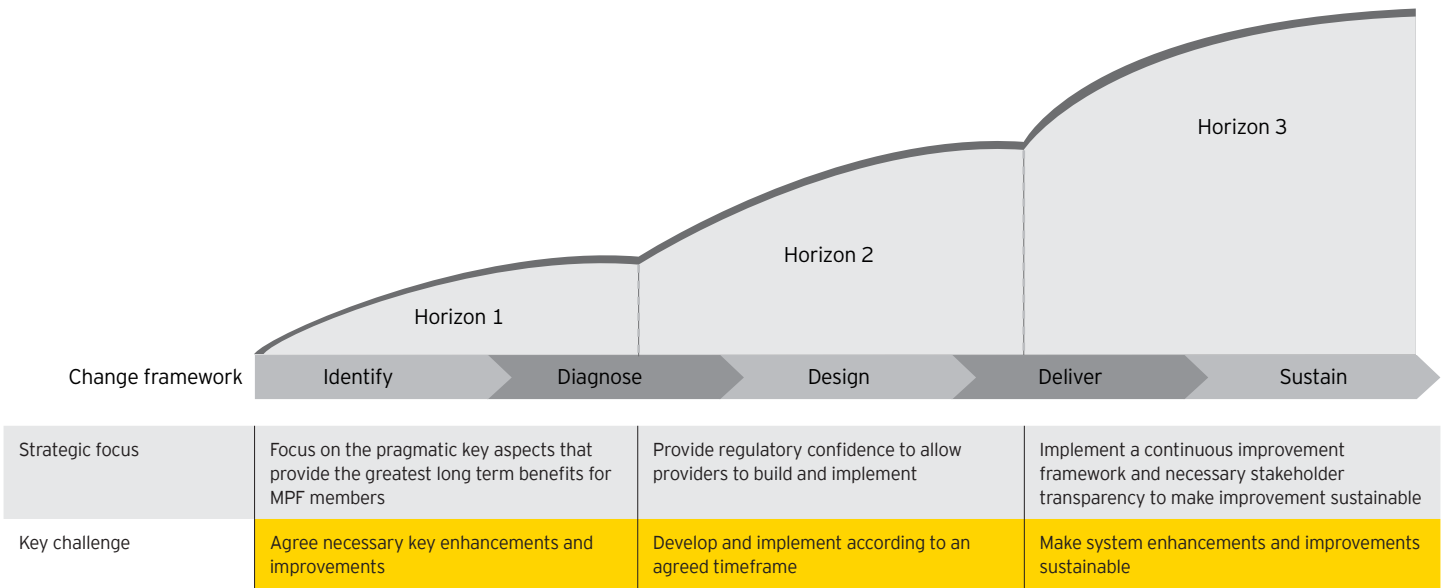 Horizon 3
Horizon 2
Horizon 1
Change framework
Identify
Diagnose
Design
Deliver
Sustain
Strategic focus
Focus on the pragmatic key aspects that
provide the greatest long term benefits for
MPF members
Provide regulatory confidence to allow
providers to build and implement
Implement a continuous improvement
framework and necessary stakeholder
transparency to make improvement sustainable
Key challenge
Agree necessary key enhancements and
improvements
Develop and implement according to an
agreed timeframe
Make system enhancements and improvements
sustainable